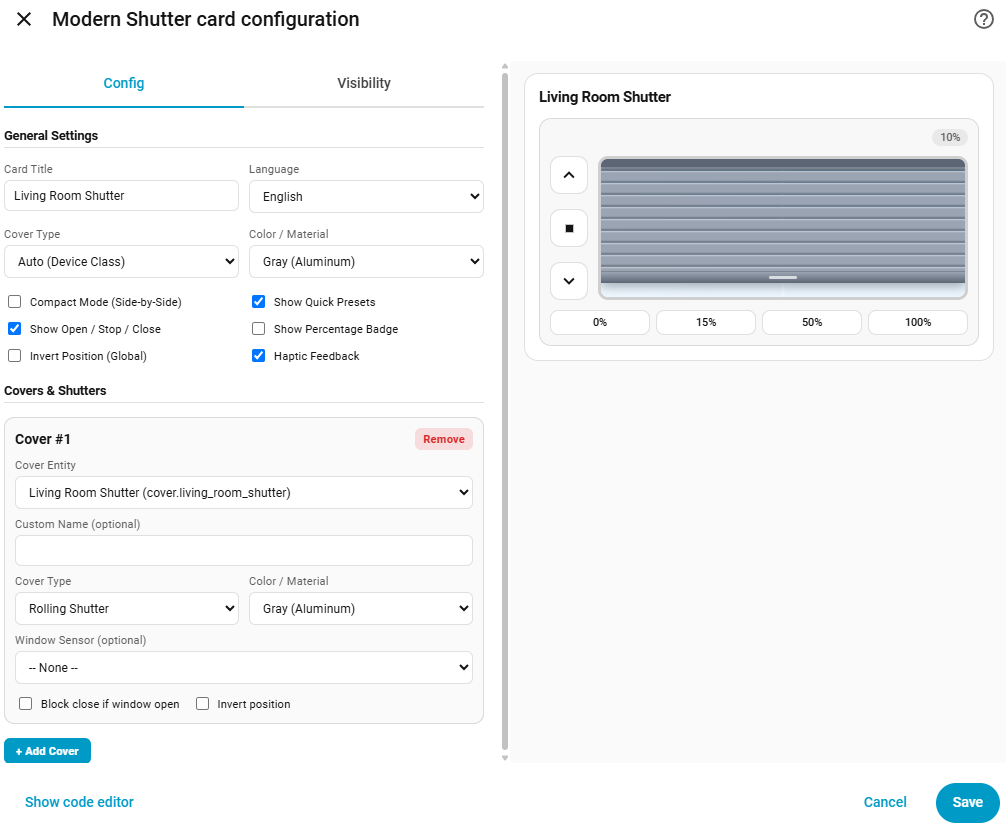 Modern Shutter card configuration
Config
Visibility
General Settings
Card Title
Language
Living Room Shutter
English
Cover Type
Color / Material
Auto (Device Class)
Gray (Aluminum)
Compact Mode (Side-by-Side)
Show Quick Presets
Show Open / Stop / Close
Show Percentage Badge
Invert Position (Global)
Haptic Feedback
Covers & Shutters
Cover #1
Remove
Cover Entity
Living Room Shutter (cover.living_room_shutter)
Custom Name (optional)
Cover Type
Color / Material
Rolling Shutter
Gray (Aluminum)
Window Sensor (optional)
-- None --
Block close if window open
Invert position
+ Add Cover
Living Room Shutter
10%
0%
15%
50%
100%
Show code editor
Cancel
Save